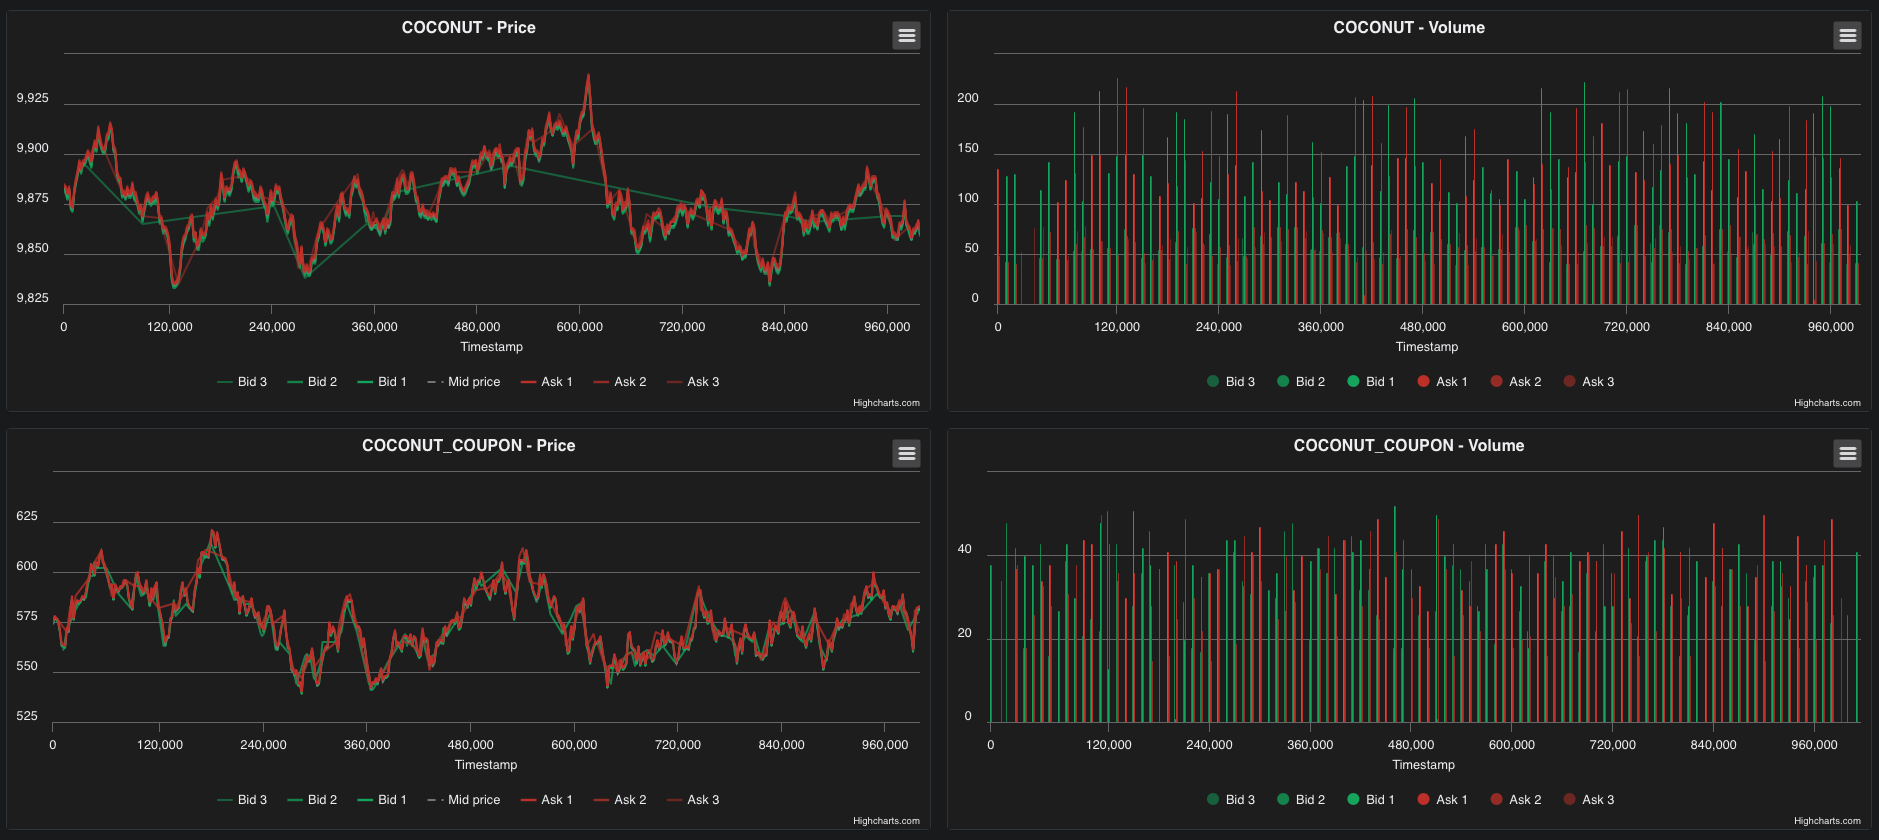 COCONUT - Price
9,925
9,900
9,875
9,850
9,825
0 120,000 240,000 360,000 480,000 600,000 720,000 840,000 960,000
Timestamp
Bid 3 Bid 2 Bid 1 Mid price Ask 1 Ask 2 Ask 3
Highcharts.com
COCONUT - Volume
200
150
100
50
0
0 120,000 240,000 360,000 480,000 600,000 720,000 840,000 960,000
Timestamp
Bid 3 Bid 2 Bid 1 Ask 1 Ask 2 Ask 3
Highcharts.com
COCONUT_COUPON - Price
625
600
575
550
525
0 120,000 240,000 360,000 480,000 600,000 720,000 840,000 960,000
Timestamp
Bid 3 Bid 2 Bid 1 Mid price Ask 1 Ask 2 Ask 3
Highcharts.com
COCONUT_COUPON - Volume
40
20
0
0 120,000 240,000 360,000 480,000 600,000 720,000 840,000 960,000
Timestamp
Bid 3 Bid 2 Bid 1 Ask 1 Ask 2 Ask 3
Highcharts.com